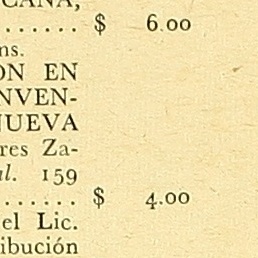 CANA,
....... $ 6.00
ns.
ON EN
NVEN-
NUEVA
res Za-
al. 159
....... $ 4.00
el Lic.
ibución